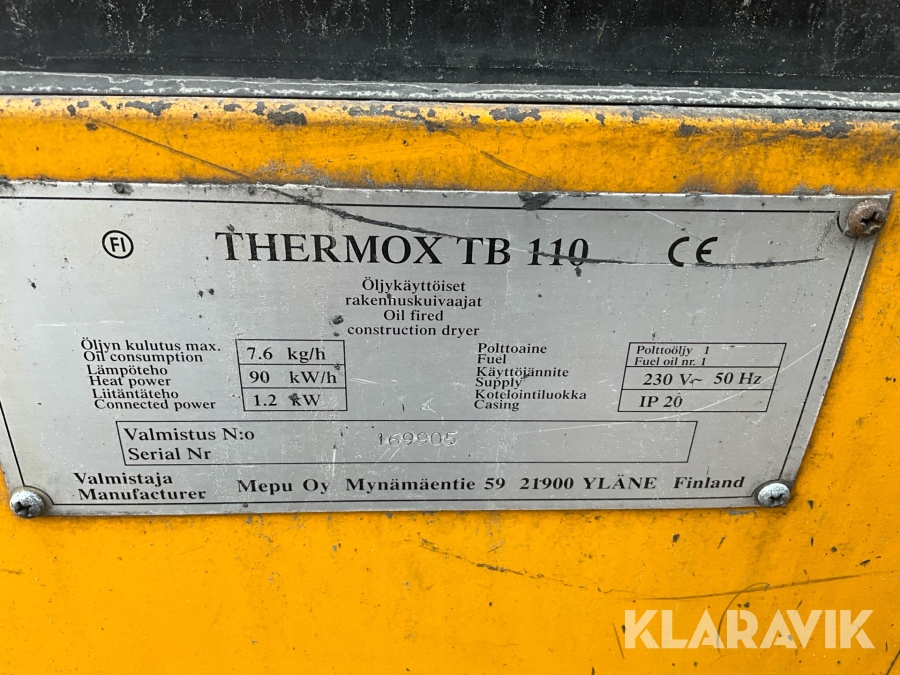 FI THERMOX TB 110 CE
Öljykäyttöiset
rakennuskuivaajat
Oil fired
construction dryer
Öljyn kulutus max.
Oil consumption
7.6 kg/h
Lämpöteho
Heat power
90 kW/h
Liitäntäteho
Connected power
1.2 kW
Polttoaine
Fuel
Polttoöljy 1
Fuel oil nr. 1
Käyttöjännite
Supply
230 V~ 50 Hz
Kotelointiluokka
Casing
IP 20
Valmistus N:o
Serial Nr
169905
Valmistaja
Manufacturer
Mepu Oy Mynämäentie 59 21900 YLÄNE Finland
KLARAVIK